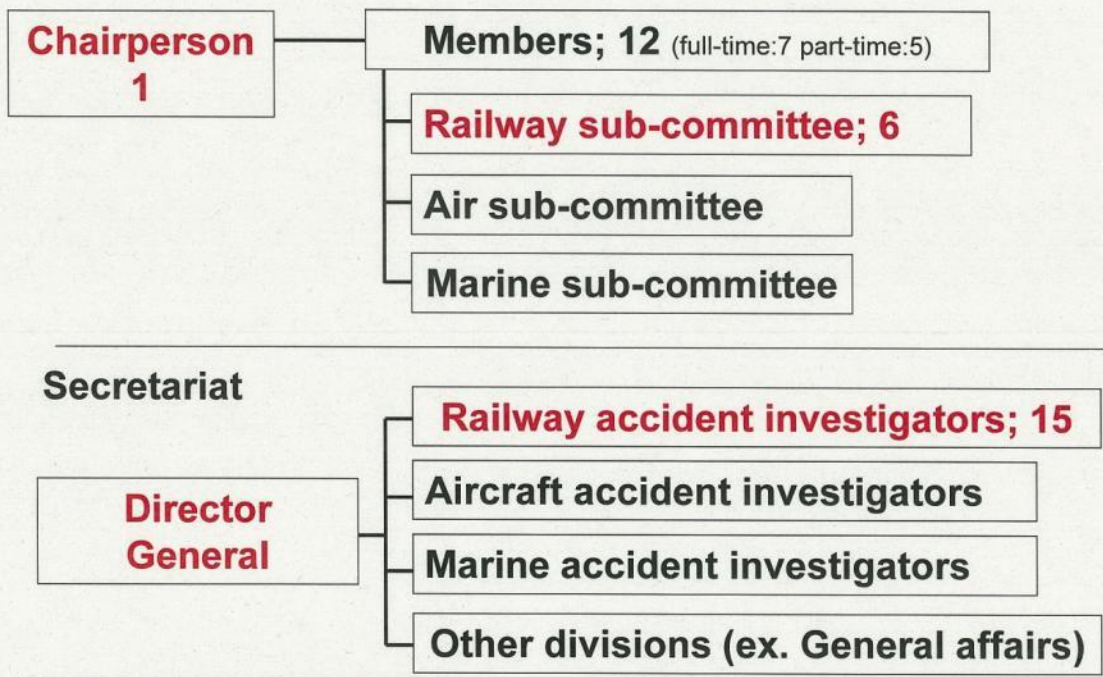 Chairperson
1
Members; 12 (full-time:7 part-time:5)
Railway sub-committee; 6
Air sub-committee
Marine sub-committee
Secretariat
Director
General
Railway accident investigators; 15
Aircraft accident investigators
Marine accident investigators
Other divisions (ex. General affairs)